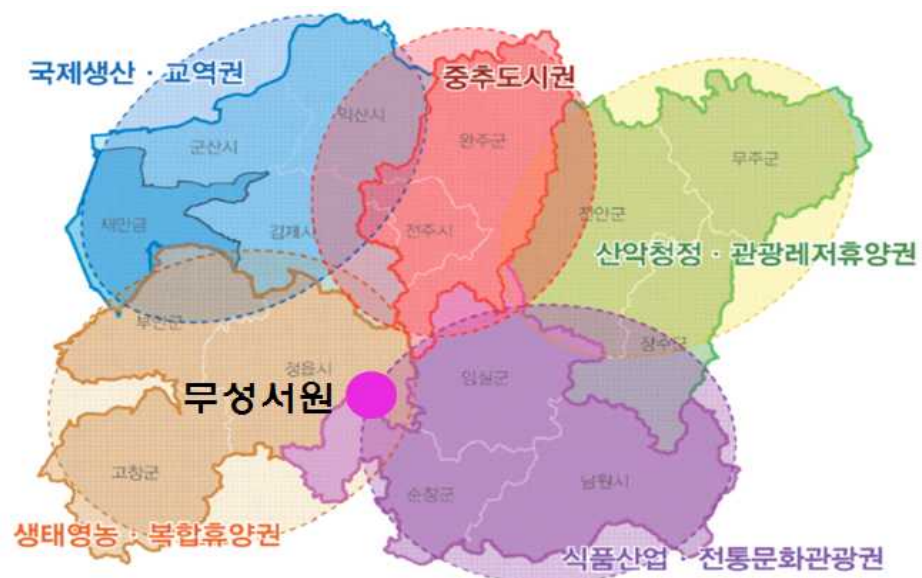 국제생산 · 교역권
중추도시권
익산시
완주군
군산시
무주군
새만금
김제시
전주시
진안군
산악청정 · 관광레저휴양권
부안군
정읍시
장수군
임실군
무성서원
고창군
순창군
남원시
생태영농 · 복합휴양권
식품산업 · 전통문화관광권